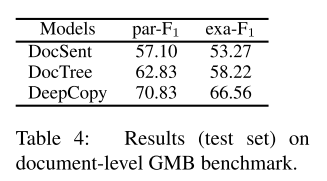 Models par-F₁ exa-F₁
DocSent 57.10 53.27
DocTree 62.83 58.22
DeepCopy 70.83 66.56
Table 4: Results (test set) on
document-level GMB benchmark.